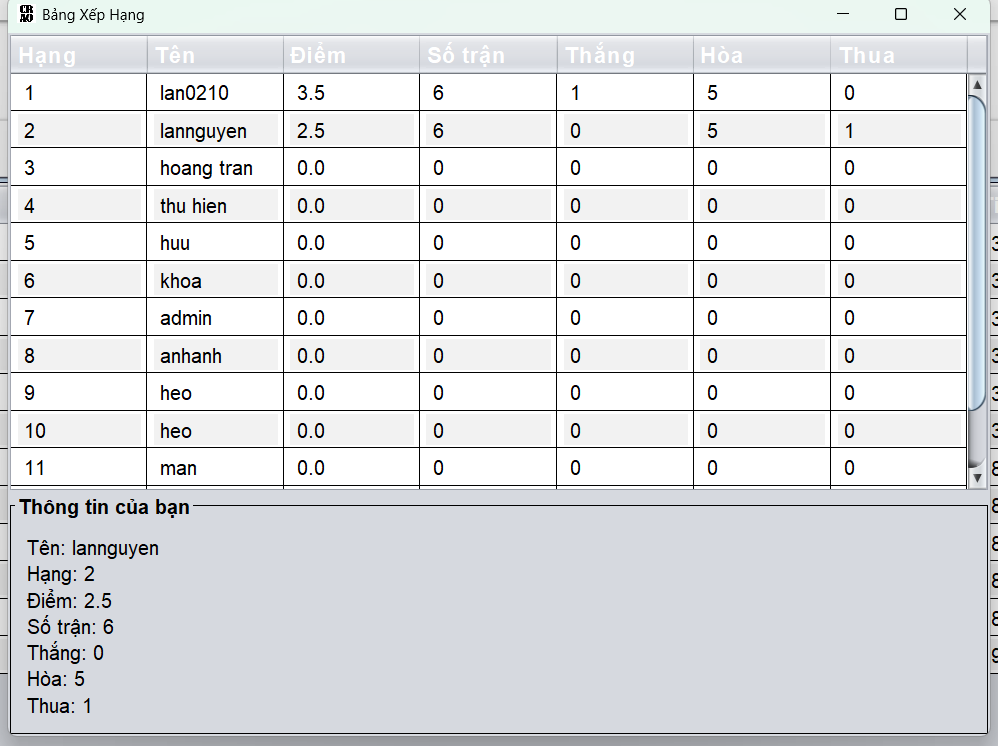 CR
AO Bảng Xếp Hạng
Hạng Tên Điểm Số trận Thắng Hòa Thua
1 lan0210 3.5 6 1 5 0
2 lannguyen 2.5 6 0 5 1
3 hoang tran 0.0 0 0 0 0
4 thu hien 0.0 0 0 0 0
5 huu 0.0 0 0 0 0
6 khoa 0.0 0 0 0 0
7 admin 0.0 0 0 0 0
8 anhanh 0.0 0 0 0 0
9 heo 0.0 0 0 0 0
10 heo 0.0 0 0 0 0
11 man 0.0 0 0 0 0
Thông tin của bạn
Tên: lannguyen
Hạng: 2
Điểm: 2.5
Số trận: 6
Thắng: 0
Hòa: 5
Thua: 1